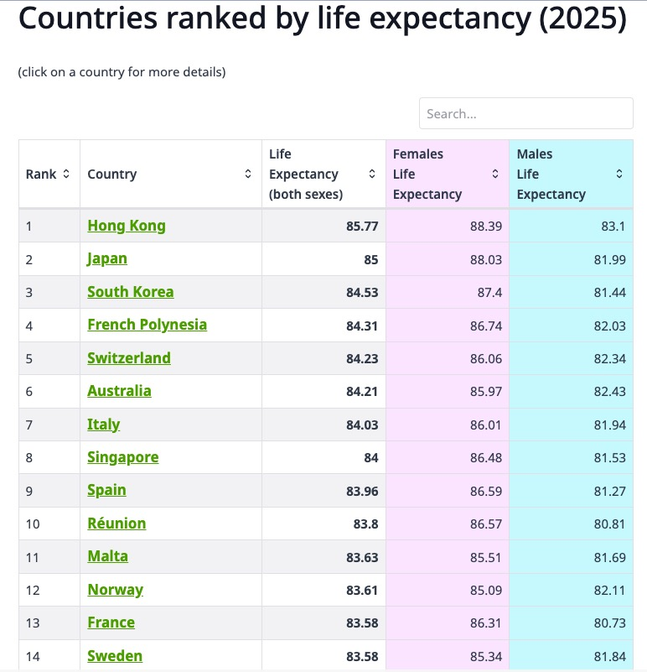 Countries ranked by life expectancy (2025)
(click on a country for more details)
Search...
Rank Country Life Expectancy (both sexes) Females Life Expectancy Males Life Expectancy
1 Hong Kong 85.77 88.39 83.1
2 Japan 85 88.03 81.99
3 South Korea 84.53 87.4 81.44
4 French Polynesia 84.31 86.74 82.03
5 Switzerland 84.23 86.06 82.34
6 Australia 84.21 85.97 82.43
7 Italy 84.03 86.01 81.94
8 Singapore 84 86.48 81.53
9 Spain 83.96 86.59 81.27
10 Réunion 83.8 86.57 80.81
11 Malta 83.63 85.51 81.69
12 Norway 83.61 85.09 82.11
13 France 83.58 86.31 80.73
14 Sweden 83.58 85.34 81.84